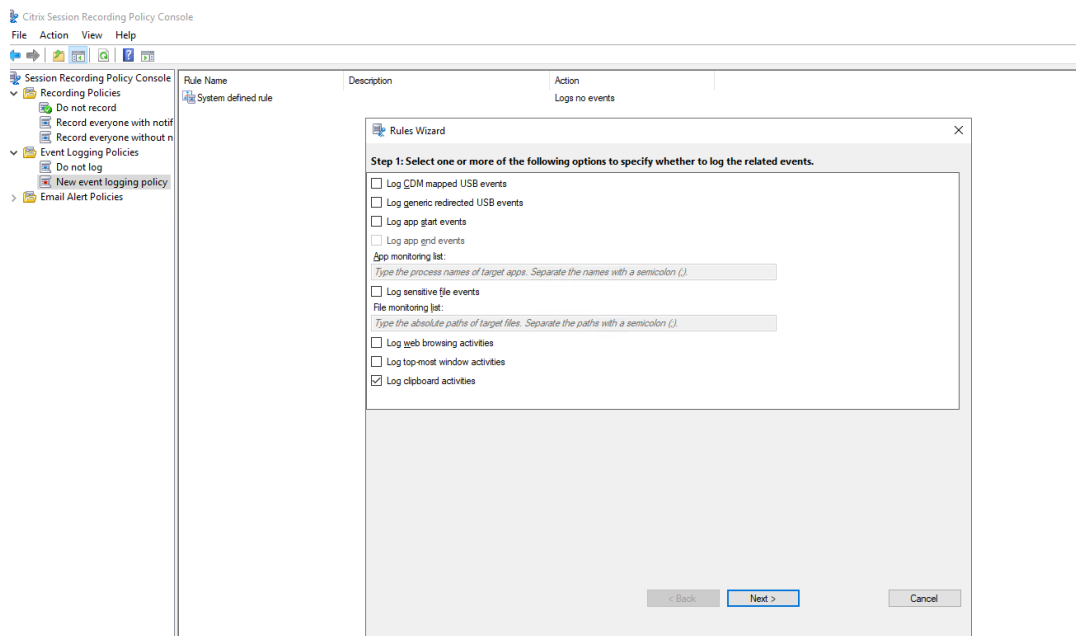 Citrix Session Recording Policy Console
File Action View Help
Session Recording Policy Console
Recording Policies
Do not record
Record everyone with notif
Record everyone without n
Event Logging Policies
Do not log
New event logging policy
Email Alert Policies
Rule Name Description Action
System defined rule Logs no events
Rules Wizard
Step 1: Select one or more of the following options to specify whether to log the related events.
Log CDM mapped USB events
Log generic redirected USB events
Log app start events
Log app end events
App monitoring list:
Type the process names of target apps. Separate the names with a semicolon (;).
Log sensitive file events
File monitoring list:
Type the absolute paths of target files. Separate the paths with a semicolon (;).
Log web browsing activities
Log top-most window activities
Log clipboard activities
< Back Next > Cancel